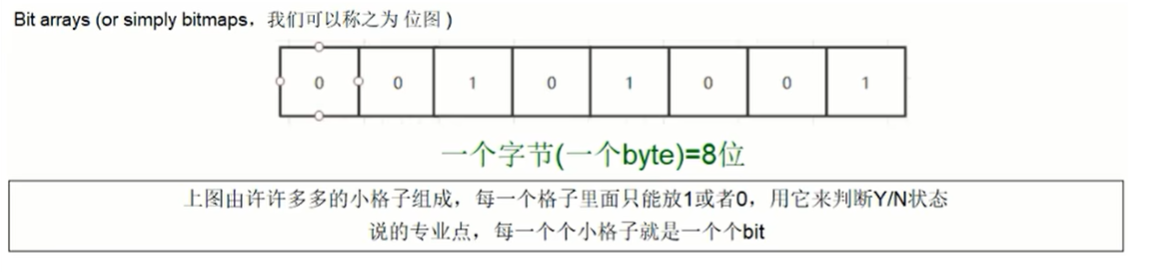 Bit arrays (or simply bitmaps，我们可以称之为 位图 )
0 0 1 0 1 0 0 1
一个字节(一个byte)=8位
上图由许许多多的小格子组成，每一个格子里面只能放1或者0，用它来判断Y/N状态
说的专业点，每一个个小格子就是一个个bit